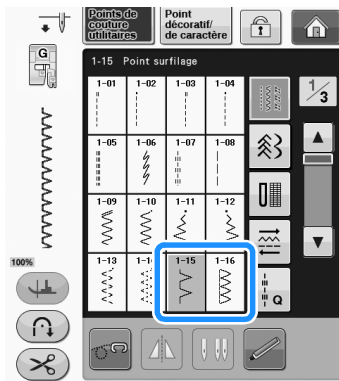 Points de
couture
utilitaires
Point
décoratif/
de caractère
G
1-15 Point surfilage
1/3
1-01 1-02 1-03 1-04
1-05 1-06 1-07 1-08
1-09 1-10 1-11 1-12
1-13 1-1 1-15 1-16
100%
Q